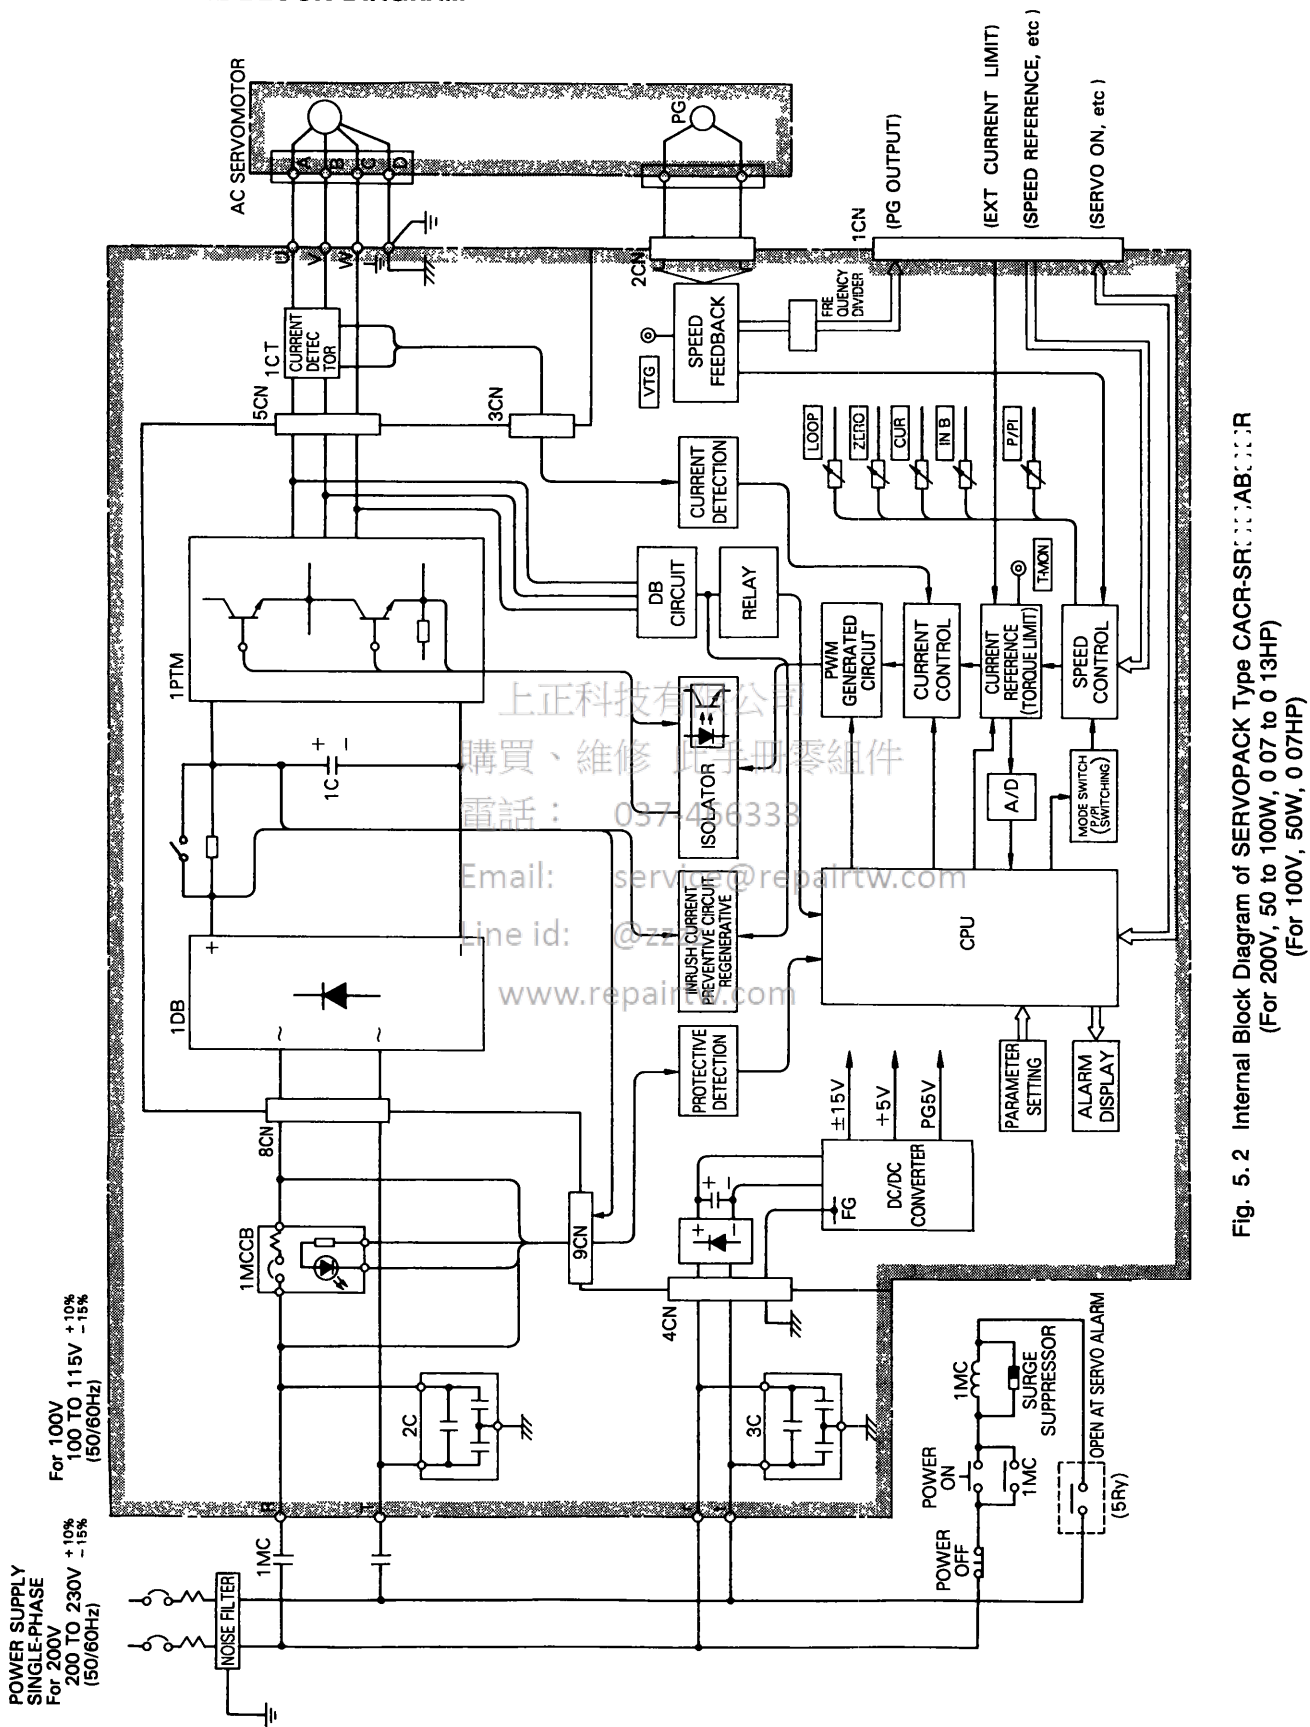 POWER SUPPLY
SINGLE-PHASE
For 200V
200 TO 230V +10% -15%
(50/60Hz)
For 100V
100 TO 115V +10% -15%
(50/60Hz)
NOISE FILTER
1MC
R
T
2C
3C
1MCCB
8CN
9CN
4CN
1DB
~
~
+
−
1C
+
−
1PTM
5CN
1CT
CURRENT
DETEC
TOR
3CN
U
V
W
AC SERVOMOTOR
A
B
C
D
PG
2CN
1CN
(PG OUTPUT)
(EXT CURRENT LIMIT)
(SPEED REFERENCE, etc )
(SERVO ON, etc )
VTG
SPEED
FEEDBACK
FRE
QUENCY
DIVIDER
LOOP
ZERO
CUR
IN B
P/PI
CURRENT
DETECTION
DB
CIRCUIT
RELAY
PWM
GENERATED
CIRCIUT
CURRENT
CONTROL
CURRENT
REFERENCE
(TORQUE LIMIT)
T-MON
SPEED
CONTROL
ISOLATOR
A/D
MODE SWITCH
(P/PI
SWITCHING)
INRUSH CURRENT
PREVENTIVE CIRCUIT
REGENERATIVE
CPU
PROTECTIVE
DETECTION
PARAMETER
SETTING
ALARM
DISPLAY
±15V
+5V
PG5V
+
−
+
−
FG
DC/DC
CONVERTER
POWER
OFF
POWER
ON
1MC
1MC
SURGE
SUPPRESSOR
OPEN AT SERVO ALARM
(5Ry)
上正科技有限公司
購買、維修 此手冊零組件
電話： 037-466333
Email: service@repairtw.com
Line id: @zzzz
www.repairtw.com
Fig. 5. 2 Internal Block Diagram of SERVOPACK Type CACR-SR AB R
(For 200V, 50 to 100W, 0 07 to 0 13HP)
(For 100V, 50W, 0 07HP)